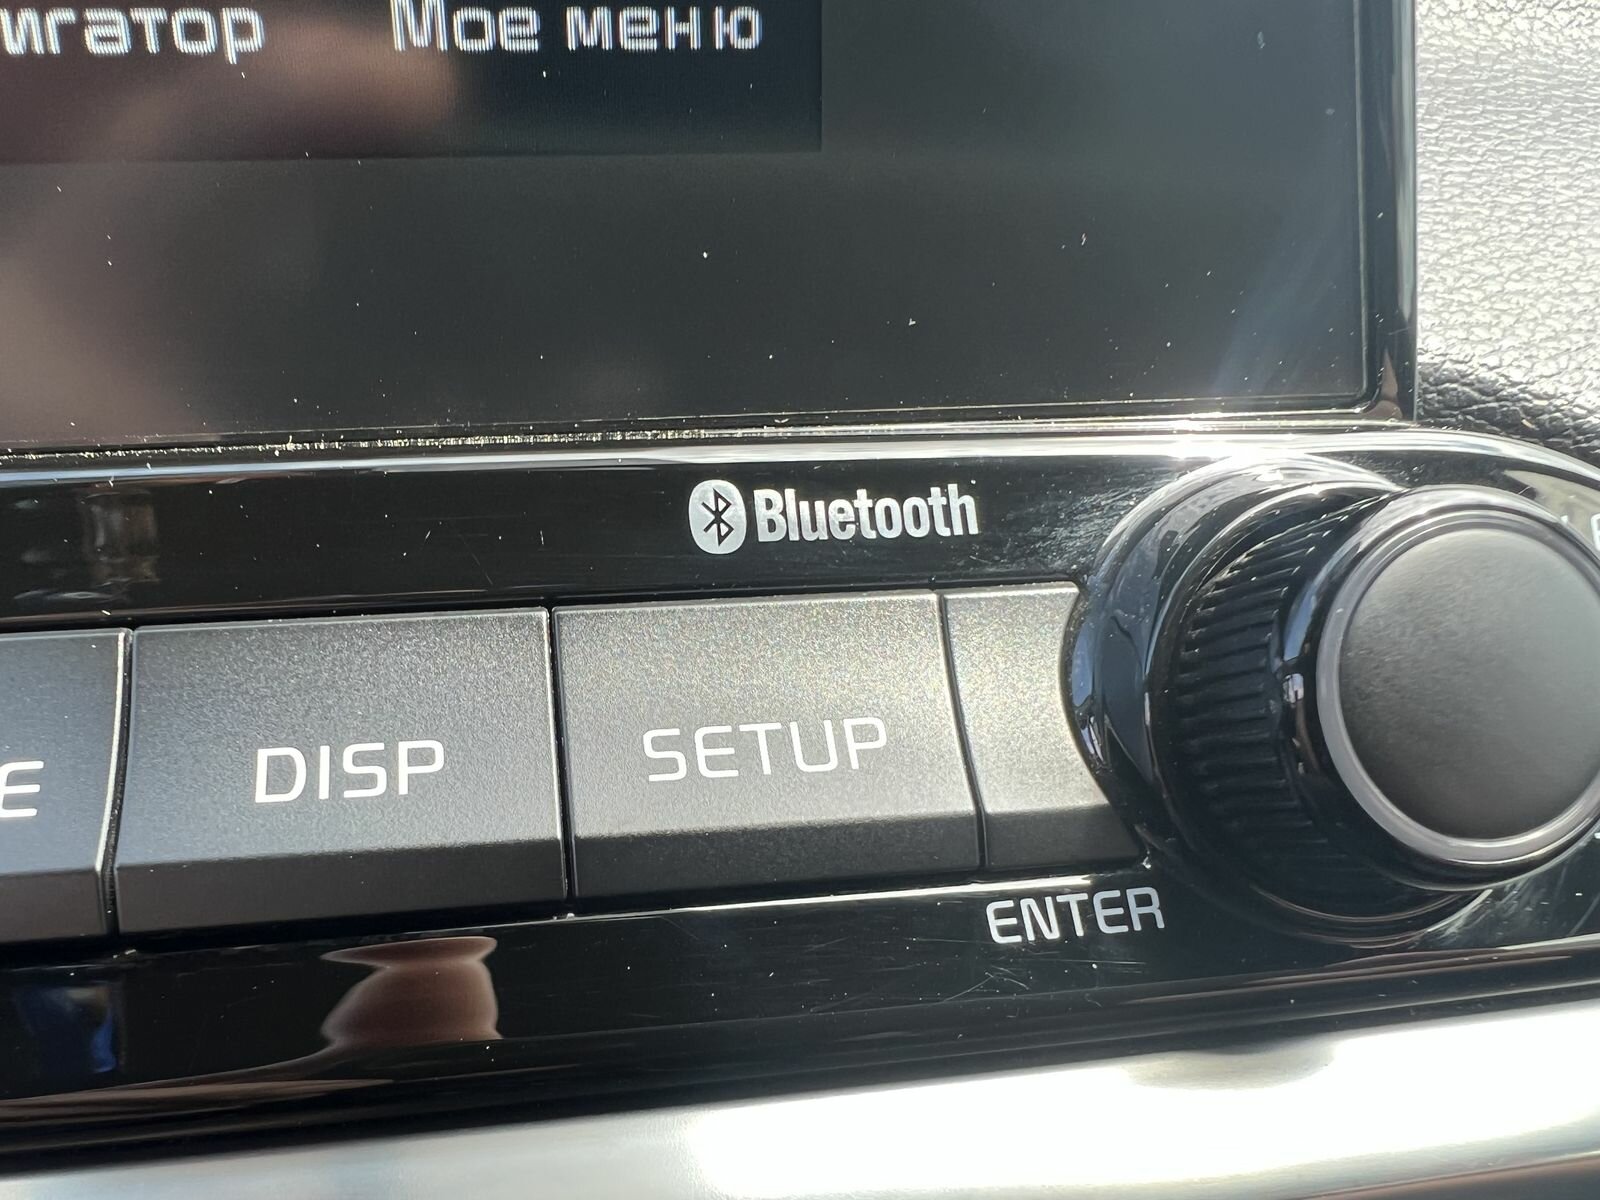 игатор Мое меню
Bluetooth
E DISP SETUP
ENTER